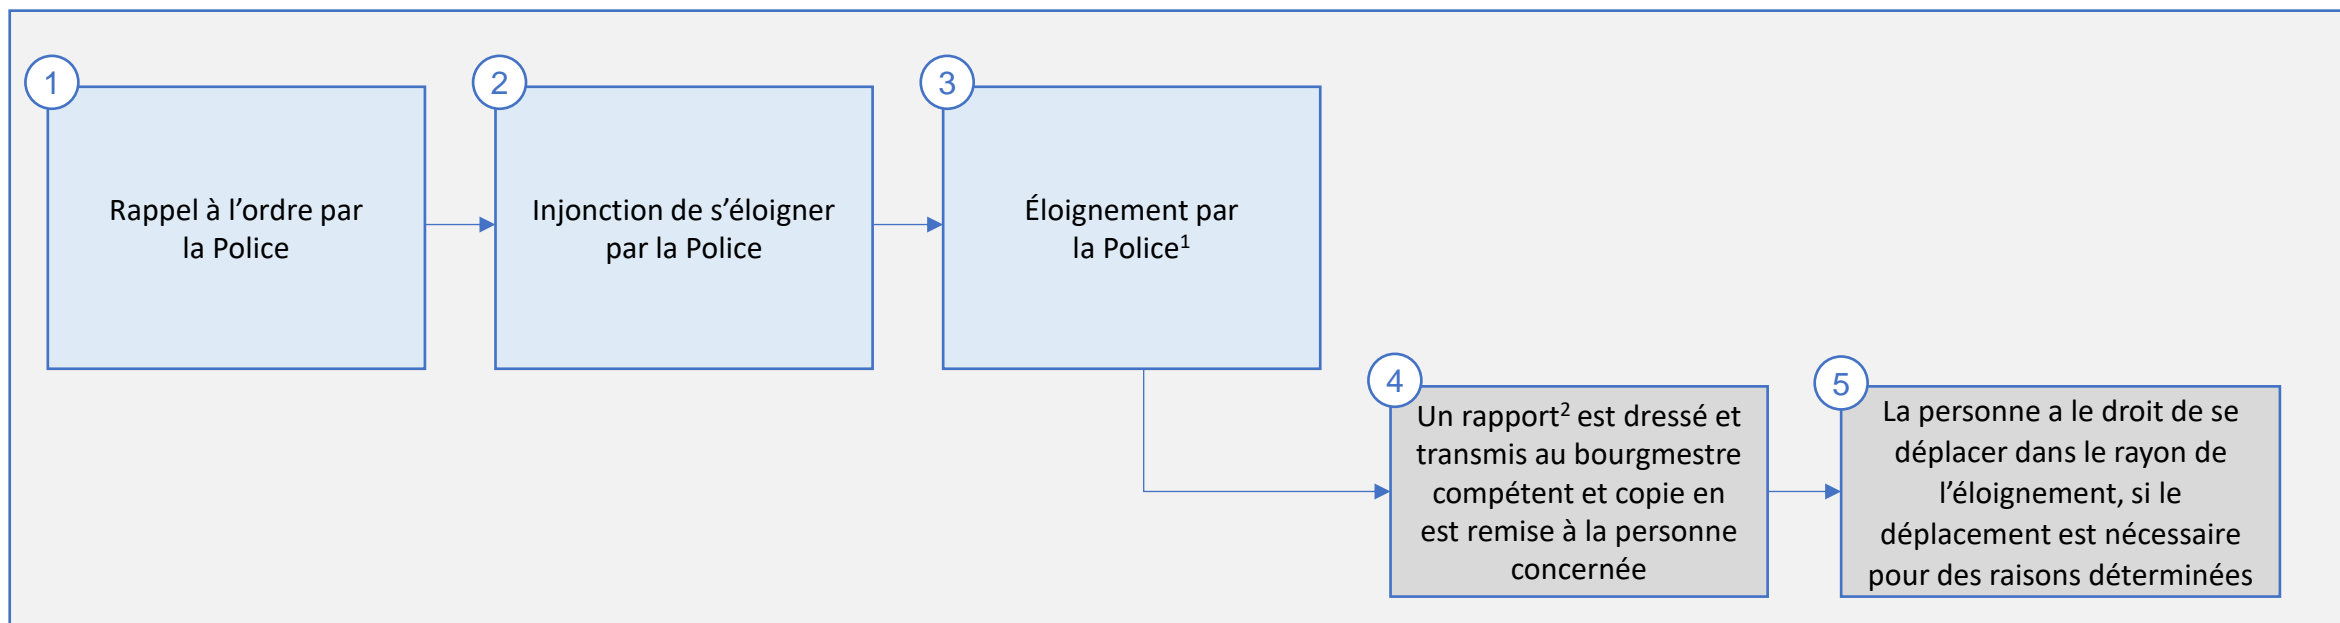 1
Rappel à l’ordre par
la Police
2
Injonction de s’éloigner
par la Police
3
Éloignement par
la Police¹
4
Un rapport² est dressé et
transmis au bourgmestre
compétent et copie en
est remise à la personne
concernée
5
La personne a le droit de se
déplacer dans le rayon de
l’éloignement, si le
déplacement est nécessaire
pour des raisons déterminées